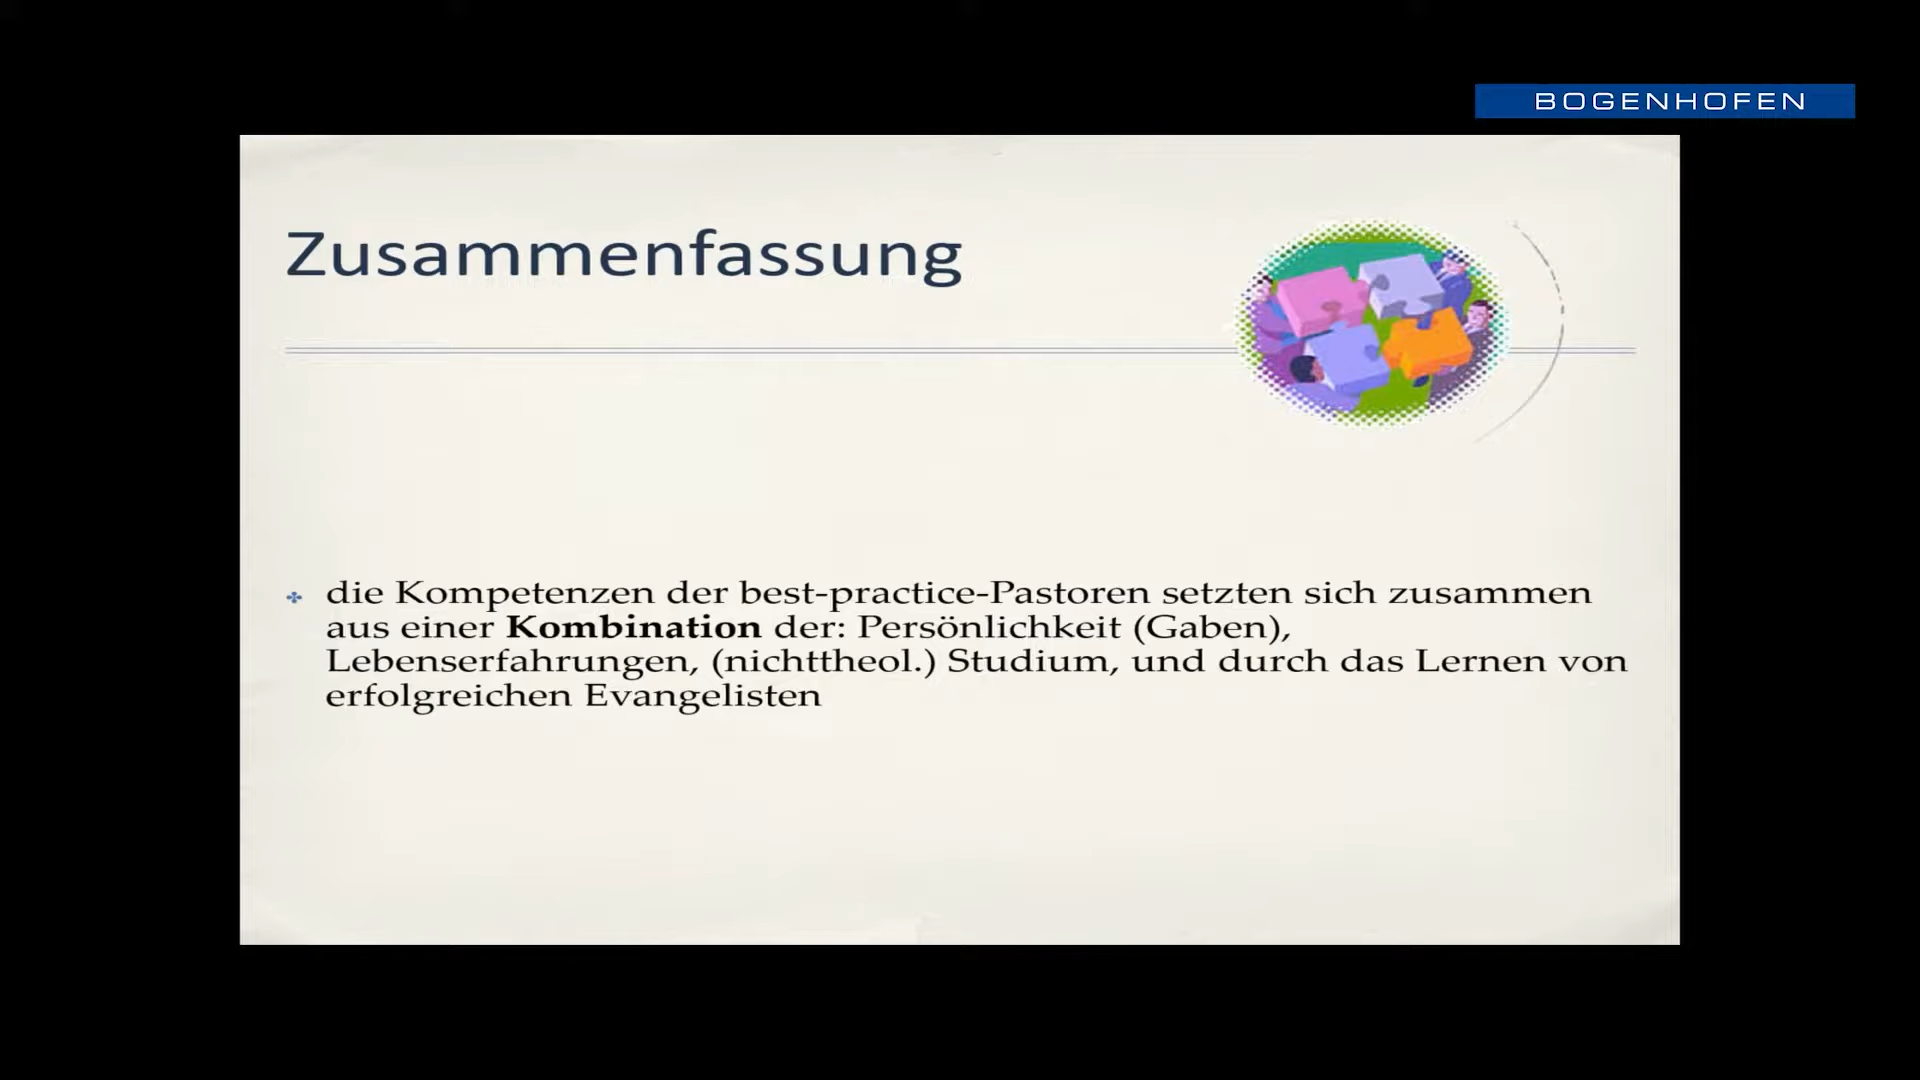 BOGENHOFEN
Zusammenfassung
die Kompetenzen der best-practice-Pastoren setzten sich zusammen
aus einer Kombination der: Persönlichkeit (Gaben),
Lebenserfahrungen, (nichttheol.) Studium, und durch das Lernen von
erfolgreichen Evangelisten